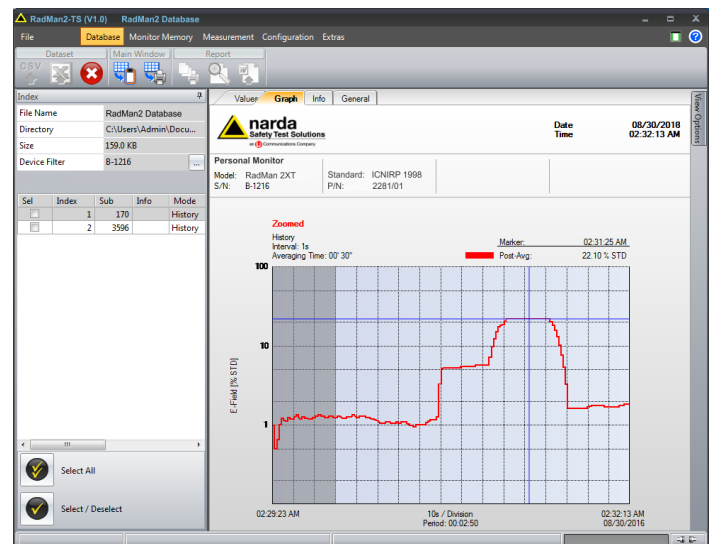 RadMan2-TS (V1.0) RadMan2 Database
File Database Monitor Memory Measurement Configuration Extras
Dataset Main Window Report
CSV
Index
File Name RadMan2 Database
Directory C:\Users\Admin\Docu...
Size 159.0 KB
Device Filter B-1216 ...
Sel Index Sub Info Mode
1 170 History
2 3596 History
Select All
Select / Deselect
Values Graph Info General
View Options
narda
Safety Test Solutions
an Communications Company
Date 08/30/2018
Time 02:32:13 AM
Personal Monitor
Model: RadMan 2XT Standard: ICNIRP 1998
S/N: B-1216 P/N: 2281/01
Zoomed
History
Interval: 1s
Averaging Time: 00' 30"
Marker: 02:31:25 AM
Post-Avg: 22.10 % STD
100
10
1
E-Field [% STD]
02:29:23 AM 10s / Division 02:32:13 AM
Period: 00:02:50 08/30/2016